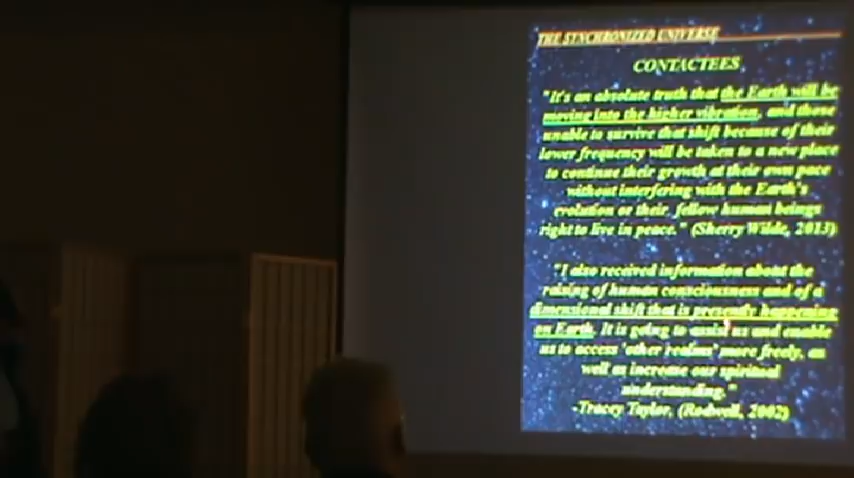 THE SYNCHRONIZED UNIVERSE
CONTACTEES
"It's an absolute truth that the Earth will be
moving into the higher vibration, and those
unable to survive that shift because of their
lower frequency will be taken to a new place
to continue their growth at their own pace
without interfering with the Earth's
evolution or their fellow human beings
right to live in peace." (Sherry Wilde, 2013)
"I also received information about the
raising of human consciousness and of a
dimensional shift that is presently happening
on Earth. It is going to assist us and enable
us to access 'other realms' more freely, as
well as increase our spiritual
understanding."
-Tracey Taylor, (Rodwell, 2002)